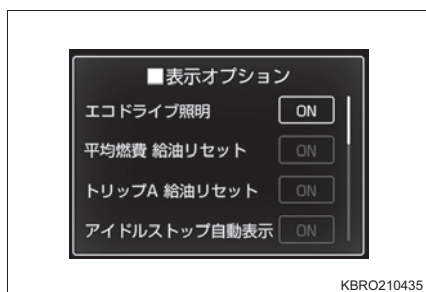 ■表示オプション
エコドライブ照明 ON
平均燃費 給油リセット ON
トリップA 給油リセット ON
アイドルストップ自動表示 ON
KBRO210435